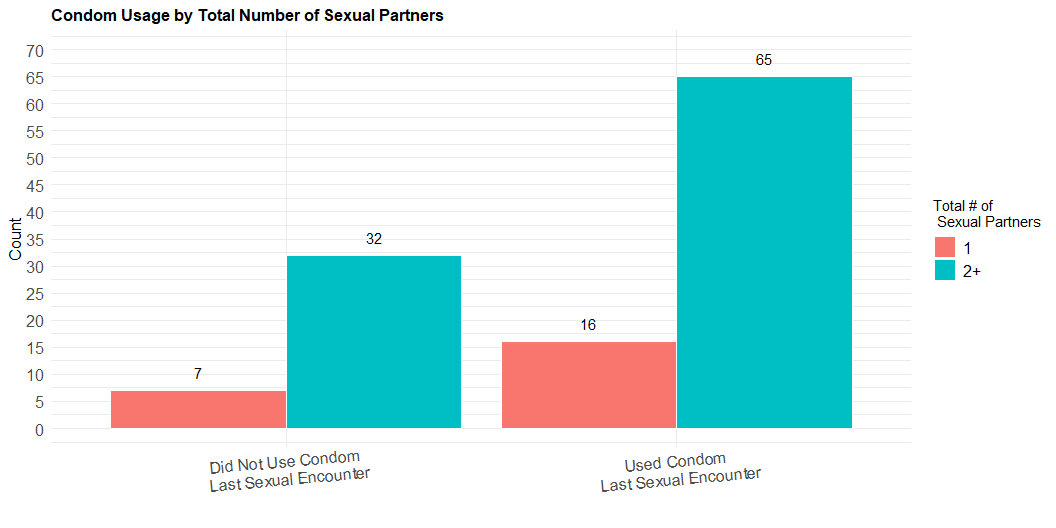 Condom Usage by Total Number of Sexual Partners
70
65
60
55
50
45
40
35
30
25
20
15
10
5
0
Count
7
32
16
65
Did Not Use Condom
Last Sexual Encounter
Used Condom
Last Sexual Encounter
Total # of
Sexual Partners
1
2+